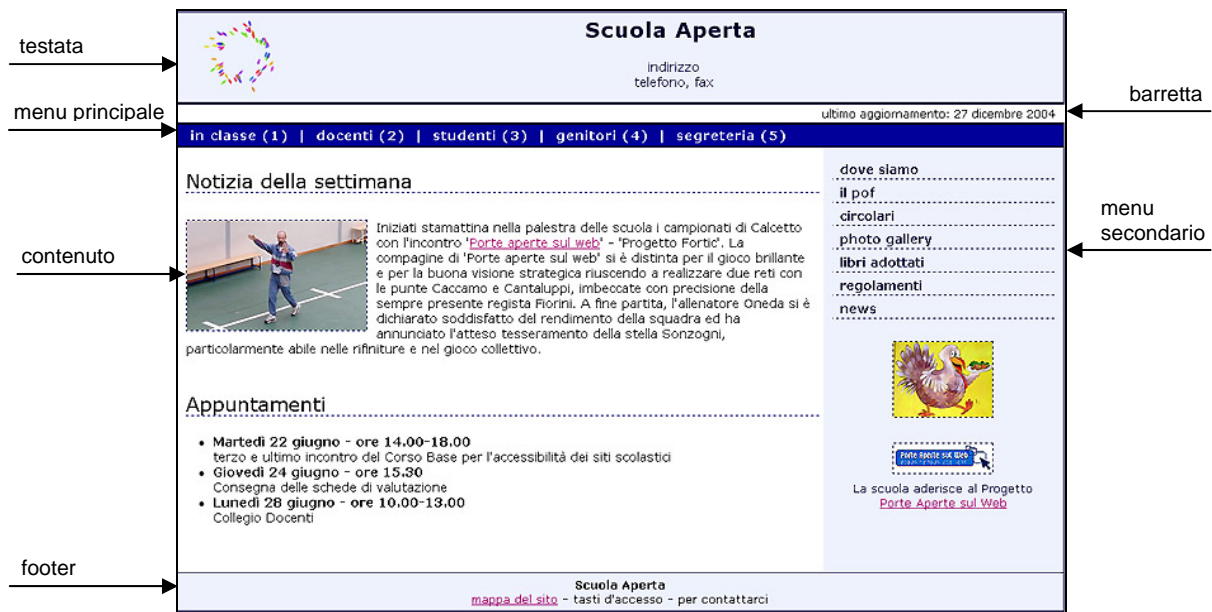 testata
Scuola Aperta
indirizzo
telefono, fax
barretta
ultimo aggiornamento: 27 dicembre 2004
menu principale
in classe (1) | docenti (2) | studenti (3) | genitori (4) | segreteria (5)
contenuto
Notizia della settimana
Iniziati stamattina nella palestra delle scuola i campionati di Calcetto
con l'incontro 'Porte aperte sul web' - 'Progetto Fortic'. La
compagine di 'Porte aperte sul web' si è distinta per il gioco brillante
e per la buona visione strategica riuscendo a realizzare due reti con
le punte Caccamo e Cantaluppi, imbeccate con precisione della
sempre presente regista Fiorini. A fine partita, l'allenatore Oneda si è
dichiarato soddisfatto del rendimento della squadra ed ha
annunciato l'atteso tesseramento della stella Sonzogni,
particolarmente abile nelle rifiniture e nel gioco collettivo.
Appuntamenti
• Martedì 22 giugno - ore 14.00-18.00
terzo e ultimo incontro del Corso Base per l'accessibilità dei siti scolastici
• Giovedì 24 giugno - ore 15.30
Consegna delle schede di valutazione
• Lunedì 28 giugno - ore 10.00-13.00
Collegio Docenti
menu
secondario
dove siamo
il pof
circolari
photo gallery
libri adottati
regolamenti
news
Porte Aperte sul Web
La scuola aderisce al Progetto
Porte Aperte sul Web
footer
Scuola Aperta
mappa del sito - tasti d'accesso - per contattarci